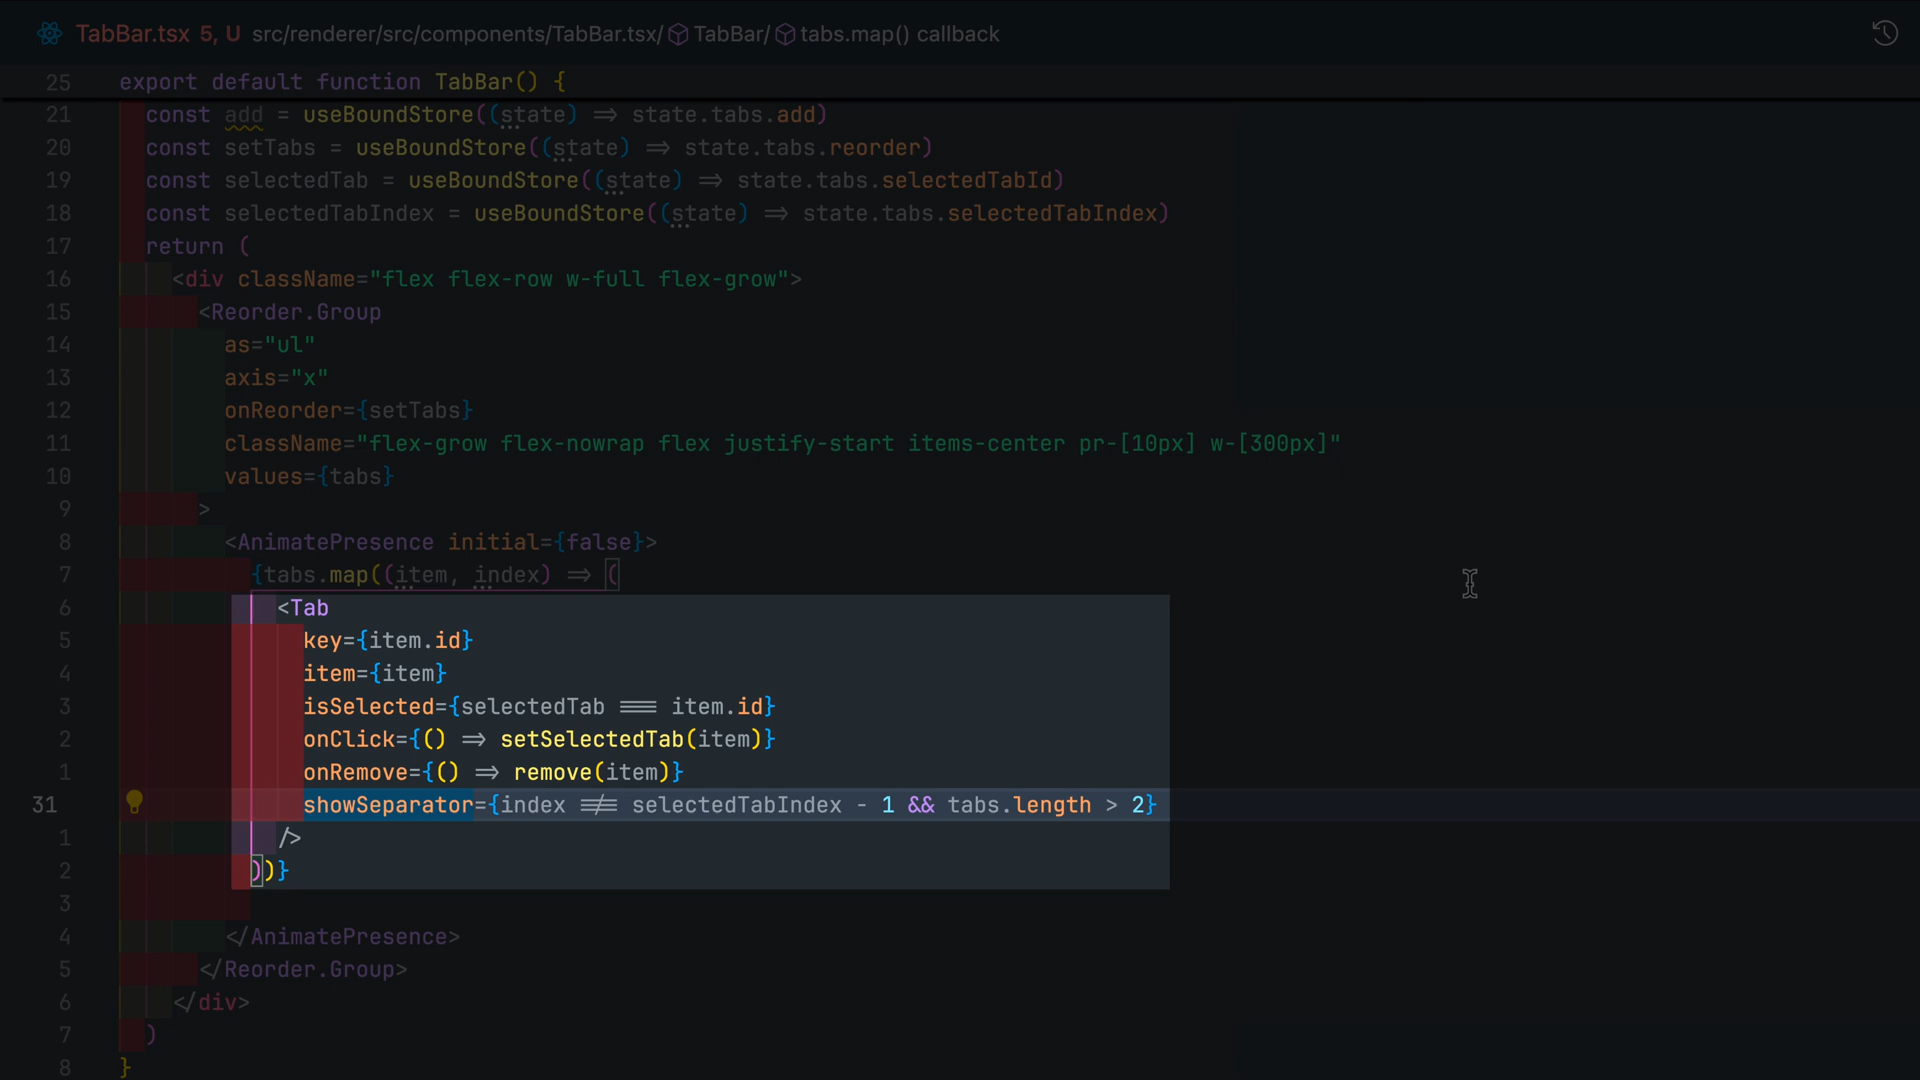 TabBar.tsx 5, U src/renderer/src/components/TabBar.tsx/ TabBar/ tabs.map() callback
25 export default function TabBar() {
21 const add = useBoundStore((state) => state.tabs.add)
20 const setTabs = useBoundStore((state) => state.tabs.reorder)
19 const selectedTab = useBoundStore((state) => state.tabs.selectedTabId)
18 const selectedTabIndex = useBoundStore((state) => state.tabs.selectedTabIndex)
17 return (
16 <div className="flex flex-row w-full flex-grow">
15 <Reorder.Group
14 as="ul"
13 axis="x"
12 onReorder={setTabs}
11 className="flex-grow flex-nowrap flex justify-start items-center pr-[10px] w-[300px]"
10 values={tabs}
9 >
8 <AnimatePresence initial={false}>
7 {tabs.map((item, index) => (
6 <Tab
5 key={item.id}
4 item={item}
3 isSelected={selectedTab === item.id}
2 onClick={() => setSelectedTab(item)}
1 onRemove={() => remove(item)}
31 showSeparator={index !== selectedTabIndex - 1 && tabs.length > 2}
1 />
2 ))}
3
4 </AnimatePresence>
5 </Reorder.Group>
6 </div>
7 )
8 }